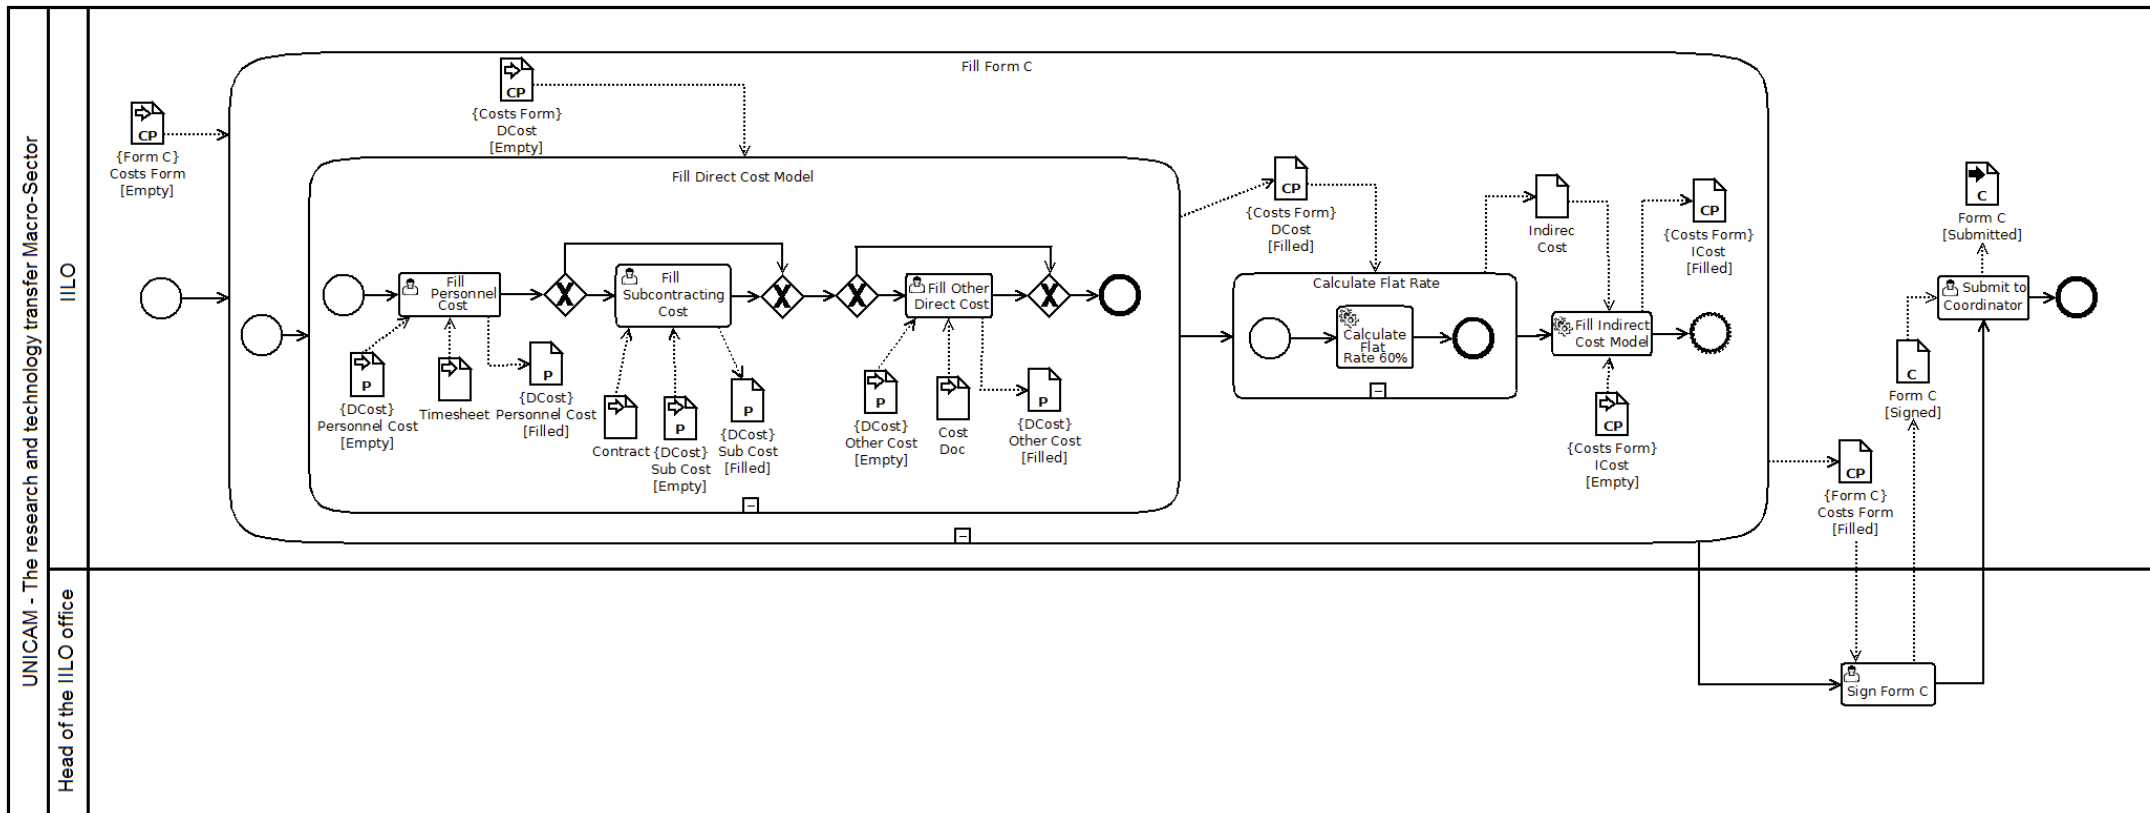 UNICAM - The research and technology transfer Macro-Sector
IILO
Head of the IILO office
Fill Form C
CP
{Form C}
Costs Form
[Empty]
CP
{Costs Form}
DCost
[Empty]
Fill Direct Cost Model
Fill
Personnel
Cost
P
{DCost}
Personnel Cost
[Empty]
Timesheet
P
{DCost}
Personnel Cost
[Filled]
X
Fill
Subcontracting
Cost
Contract
P
{DCost}
Sub Cost
[Empty]
P
{DCost}
Sub Cost
[Filled]
X
X
Fill Other
Direct Cost
P
{DCost}
Other Cost
[Empty]
Cost
Doc
P
{DCost}
Other Cost
[Filled]
X
CP
{Costs Form}
DCost
[Filled]
Calculate Flat Rate
Calculate
Flat
Rate 60%
Indirec
Cost
Fill Indirect
Cost Model
CP
{Costs Form}
ICost
[Filled]
CP
{Costs Form}
ICost
[Empty]
CP
{Form C}
Costs Form
[Filled]
Sign Form C
C
Form C
[Signed]
Submit to
Coordinator
C
Form C
[Submitted]